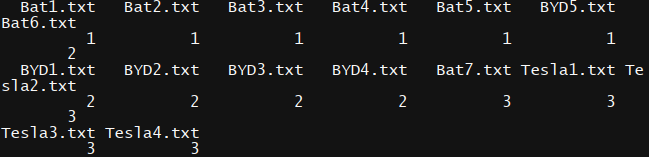 Bat1.txt Bat2.txt Bat3.txt Bat4.txt Bat5.txt BYD5.txt
Bat6.txt
1 1 1 1 1 1
2
BYD1.txt BYD2.txt BYD3.txt BYD4.txt Bat7.txt Tesla1.txt Te
sla2.txt
2 2 2 2 3 3
3
Tesla3.txt Tesla4.txt
3 3